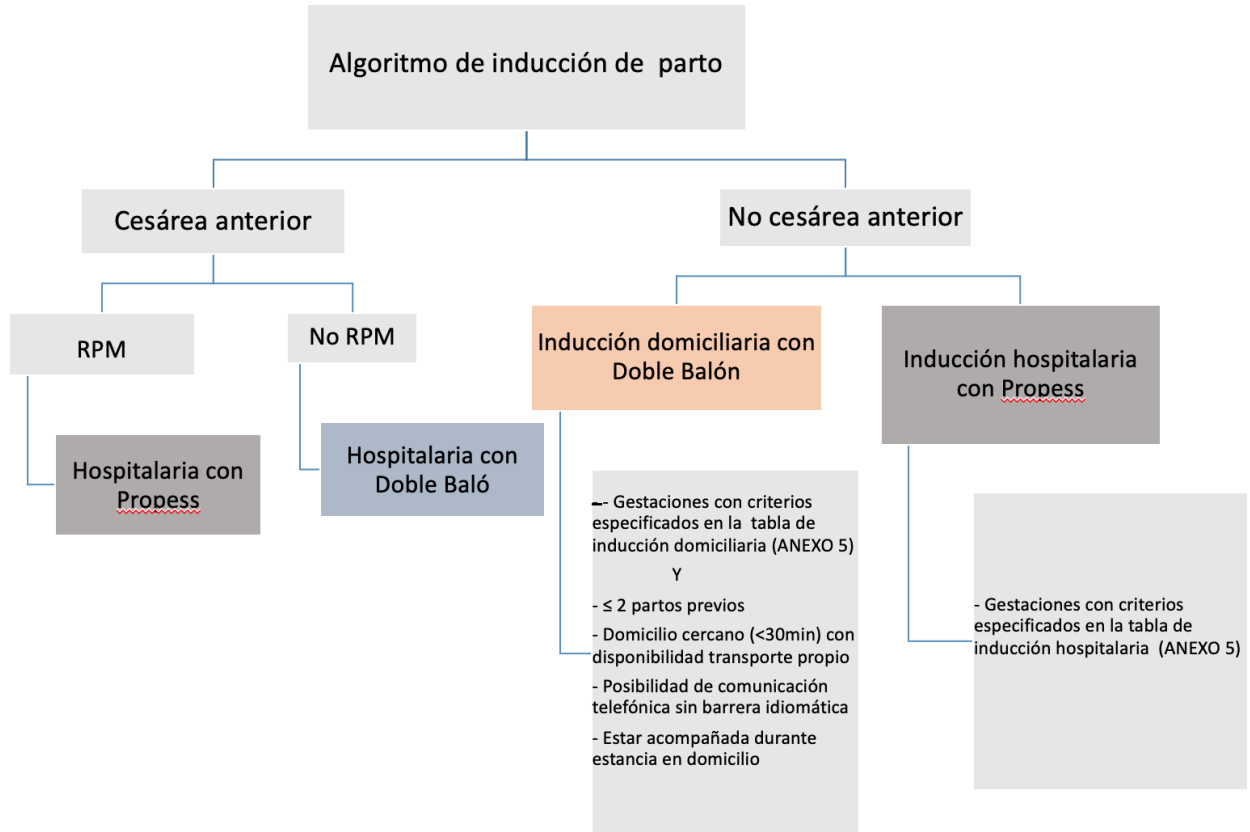 Algoritmo de inducción de  parto
Cesárea anterior
No cesárea anterior
RPM
No RPM
Inducción domiciliaria con
Doble Balón
Inducción hospitalaria
con Propess
Hospitalaria con
Propess
Hospitalaria con
Doble Baló
-- Gestaciones con criterios
especificados en la  tabla de
inducción domiciliaria (ANEXO 5)
Y
- ≤ 2 partos previos
- Domicilio cercano (<30min) con
disponibilidad transporte propio
- Posibilidad de comunicación
telefónica sin barrera idiomática
- Estar acompañada durante
estancia en domicilio
- Gestaciones con criterios
especificados en la tabla de
inducción hospitalaria  (ANEXO 5)